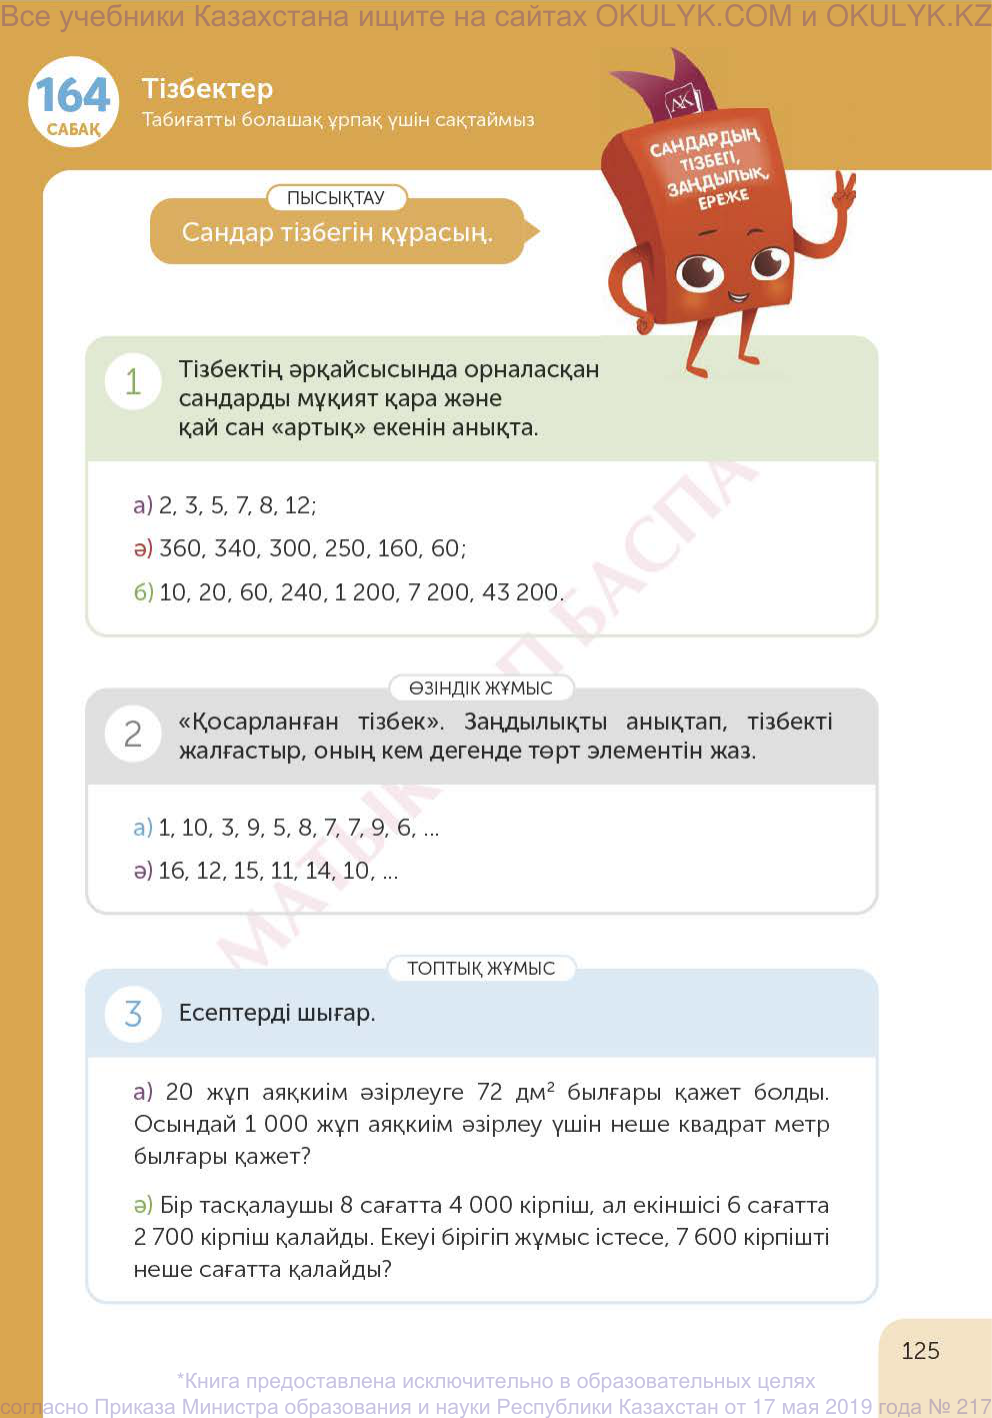 Все учебники Казахстана ищите на сайтах OKULYK.COM и OKULYK.KZ
164
САБАҚ
Тізбектер
Табиғатты болашақ ұрпақ үшін сақтаймыз
АК
САНДАРДЫҢ
ТІЗБЕГІ,
ЗАҢДЫЛЫҚ,
ЕРЕЖЕ
ПЫСЫҚТАУ
Сандар тізбегін құрасың.
1
Тізбектің әрқайсысында орналасқан
сандарды мұқият қара және
қай сан «артық» екенін анықта.
а) 2, 3, 5, 7, 8, 12;
ә) 360, 340, 300, 250, 160, 60;
б) 10, 20, 60, 240, 1 200, 7 200, 43 200.
ӨЗІНДІК ЖҰМЫС
2
«Қосарланған тізбек». Заңдылықты анықтап, тізбекті
жалғастыр, оның кем дегенде төрт элементін жаз.
а) 1, 10, 3, 9, 5, 8, 7, 7, 9, 6, ...
ә) 16, 12, 15, 11, 14, 10, ...
ТОПТЫҚ ЖҰМЫС
3
Есептерді шығар.
а) 20 жұп аяқкиім әзірлеуге 72 дм² былғары қажет болды.
Осындай 1 000 жұп аяқкиім әзірлеу үшін неше квадрат метр
былғары қажет?
ә) Бір тасқалаушы 8 сағатта 4 000 кірпіш, ал екіншісі 6 сағатта
2 700 кірпіш қалайды. Екеуі бірігіп жұмыс істесе, 7 600 кірпішті
неше сағатта қалайды?
125
*Книга предоставлена исключительно в образовательных целях
согласно Приказа Министра образования и науки Республики Казахстан от 17 мая 2019 года № 217